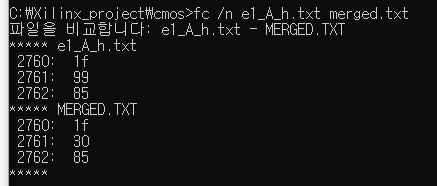 C:₩Xilinx_project₩cmos>fc /n e1_A_h.txt merged.txt
파일을 비교합니다: e1_A_h.txt - MERGED.TXT
***** e1_A_h.txt
2760: 1f
2761: 99
2762: 85
***** MERGED.TXT
2760: 1f
2761: 30
2762: 85
*****